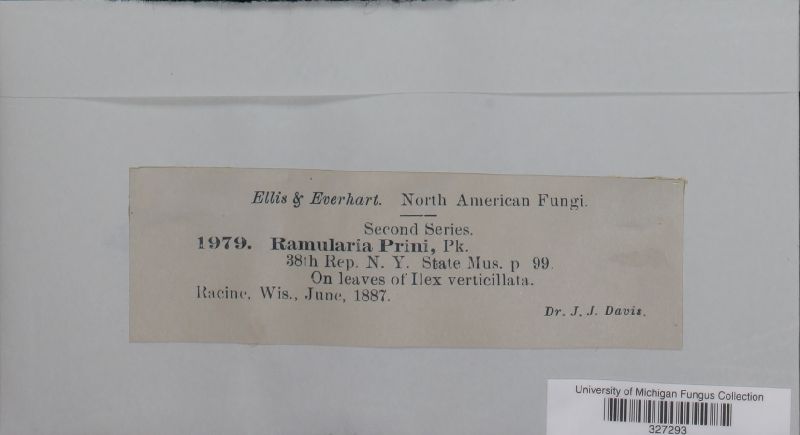 Ellis & Everhart. North American Fungi.
Second Series.
1979. Ramularia Prini, Pk.
38th Rep. N. Y. State Mus. p 99.
On leaves of Ilex verticillata.
Racine, Wis., June, 1887.
Dr. J. J. Davis.
University of Michigan Fungus Collection
327293